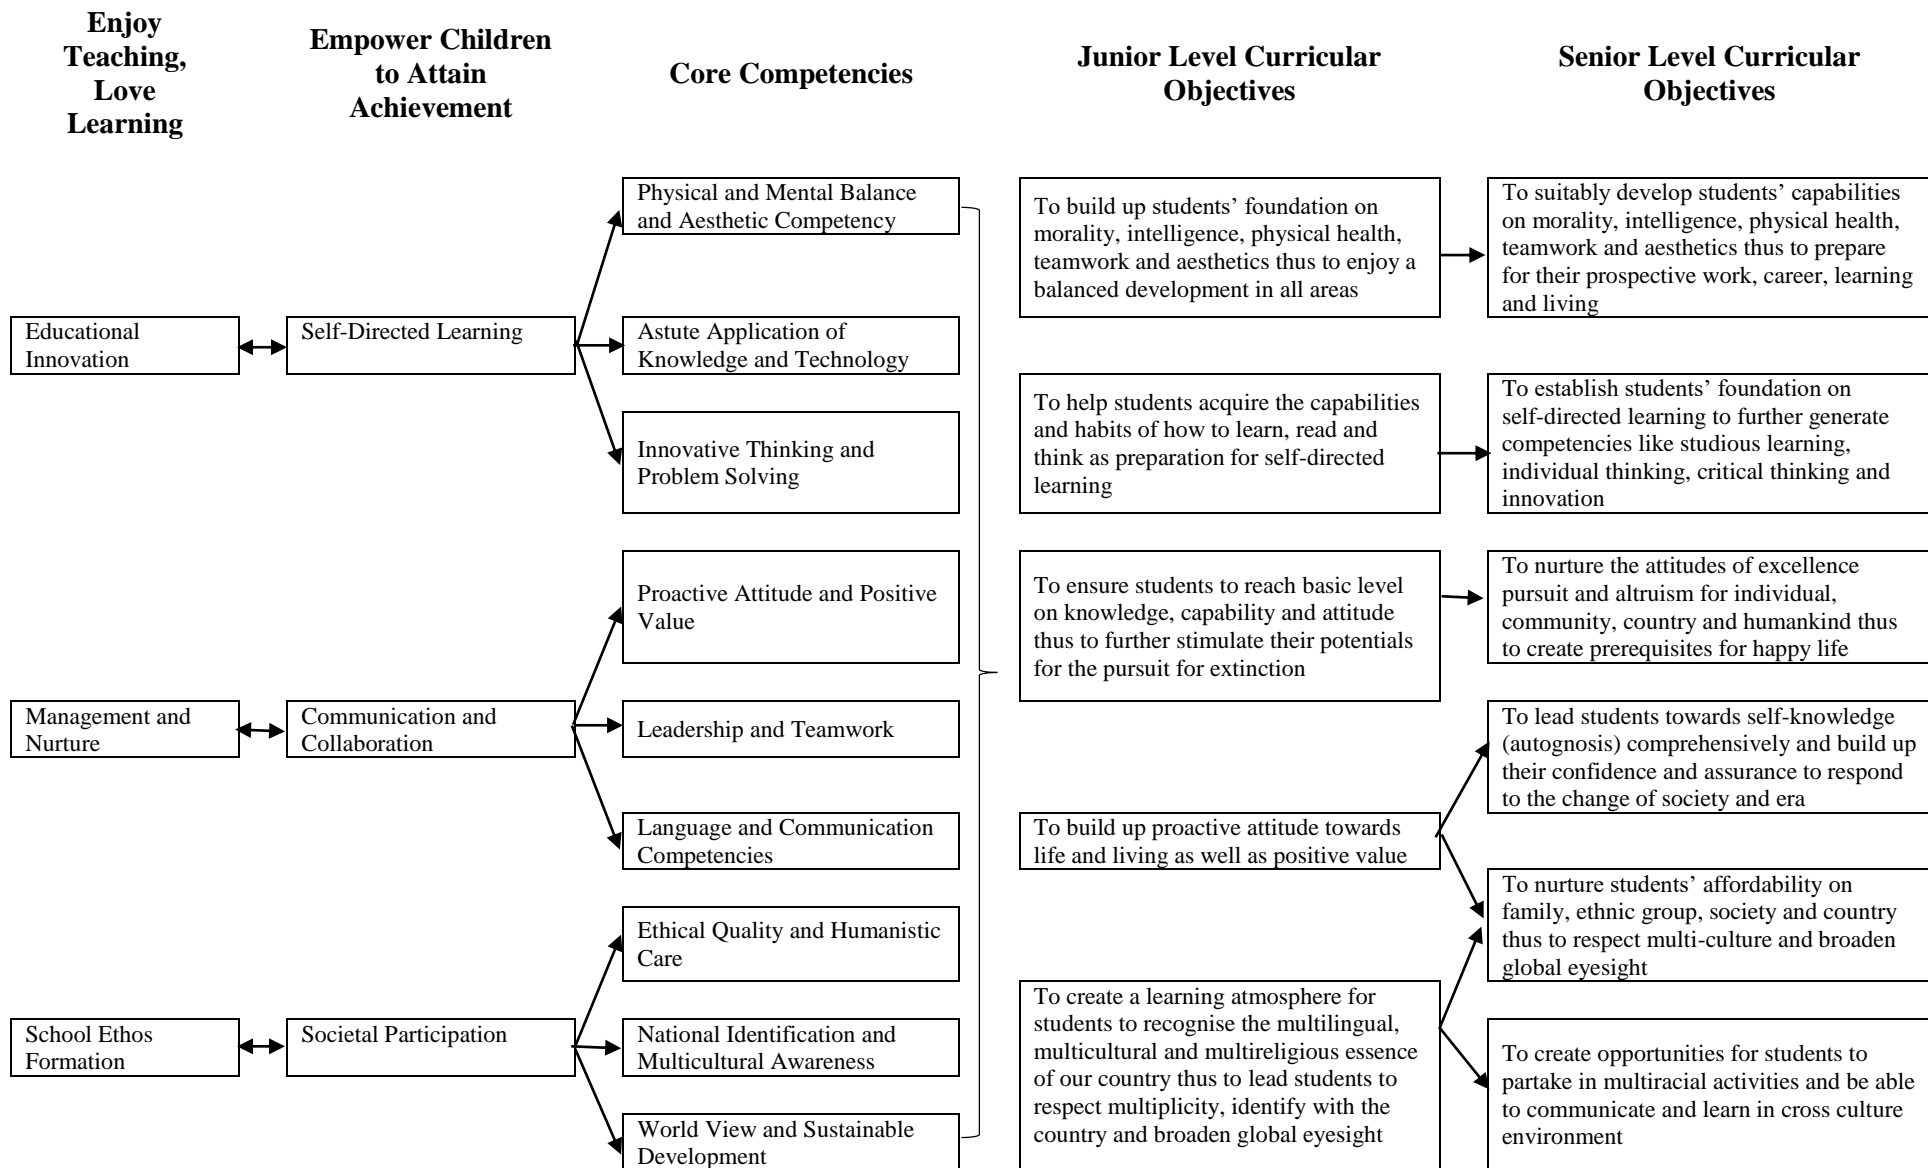 Enjoy
Teaching,
Love
Learning
Empower Children
to Attain
Achievement
Core Competencies
Junior Level Curricular
Objectives
Senior Level Curricular
Objectives
Educational
Innovation
Management and
Nurture
School Ethos
Formation
Self-Directed Learning
Communication and
Collaboration
Societal Participation
Physical and Mental Balance
and Aesthetic Competency
Astute Application of
Knowledge and Technology
Innovative Thinking and
Problem Solving
Proactive Attitude and Positive
Value
Leadership and Teamwork
Language and Communication
Competencies
Ethical Quality and Humanistic
Care
National Identification and
Multicultural Awareness
World View and Sustainable
Development
To build up students’ foundation on
morality, intelligence, physical health,
teamwork and aesthetics thus to enjoy a
balanced development in all areas
To help students acquire the capabilities
and habits of how to learn, read and
think as preparation for self-directed
learning
To ensure students to reach basic level
on knowledge, capability and attitude
thus to further stimulate their potentials
for the pursuit for extinction
To build up proactive attitude towards
life and living as well as positive value
To create a learning atmosphere for
students to recognise the multilingual,
multicultural and multireligious essence
of our country thus to lead students to
respect multiplicity, identify with the
country and broaden global eyesight
To suitably develop students’ capabilities
on morality, intelligence, physical health,
teamwork and aesthetics thus to prepare
for their prospective work, career, learning
and living
To establish students’ foundation on
self-directed learning to further generate
competencies like studious learning,
individual thinking, critical thinking and
innovation
To nurture the attitudes of excellence
pursuit and altruism for individual,
community, country and humankind thus
to create prerequisites for happy life
To lead students towards self-knowledge
(autognosis) comprehensively and build up
their confidence and assurance to respond
to the change of society and era
To nurture students’ affordability on
family, ethnic group, society and country
thus to respect multi-culture and broaden
global eyesight
To create opportunities for students to
partake in multiracial activities and be able
to communicate and learn in cross culture
environment